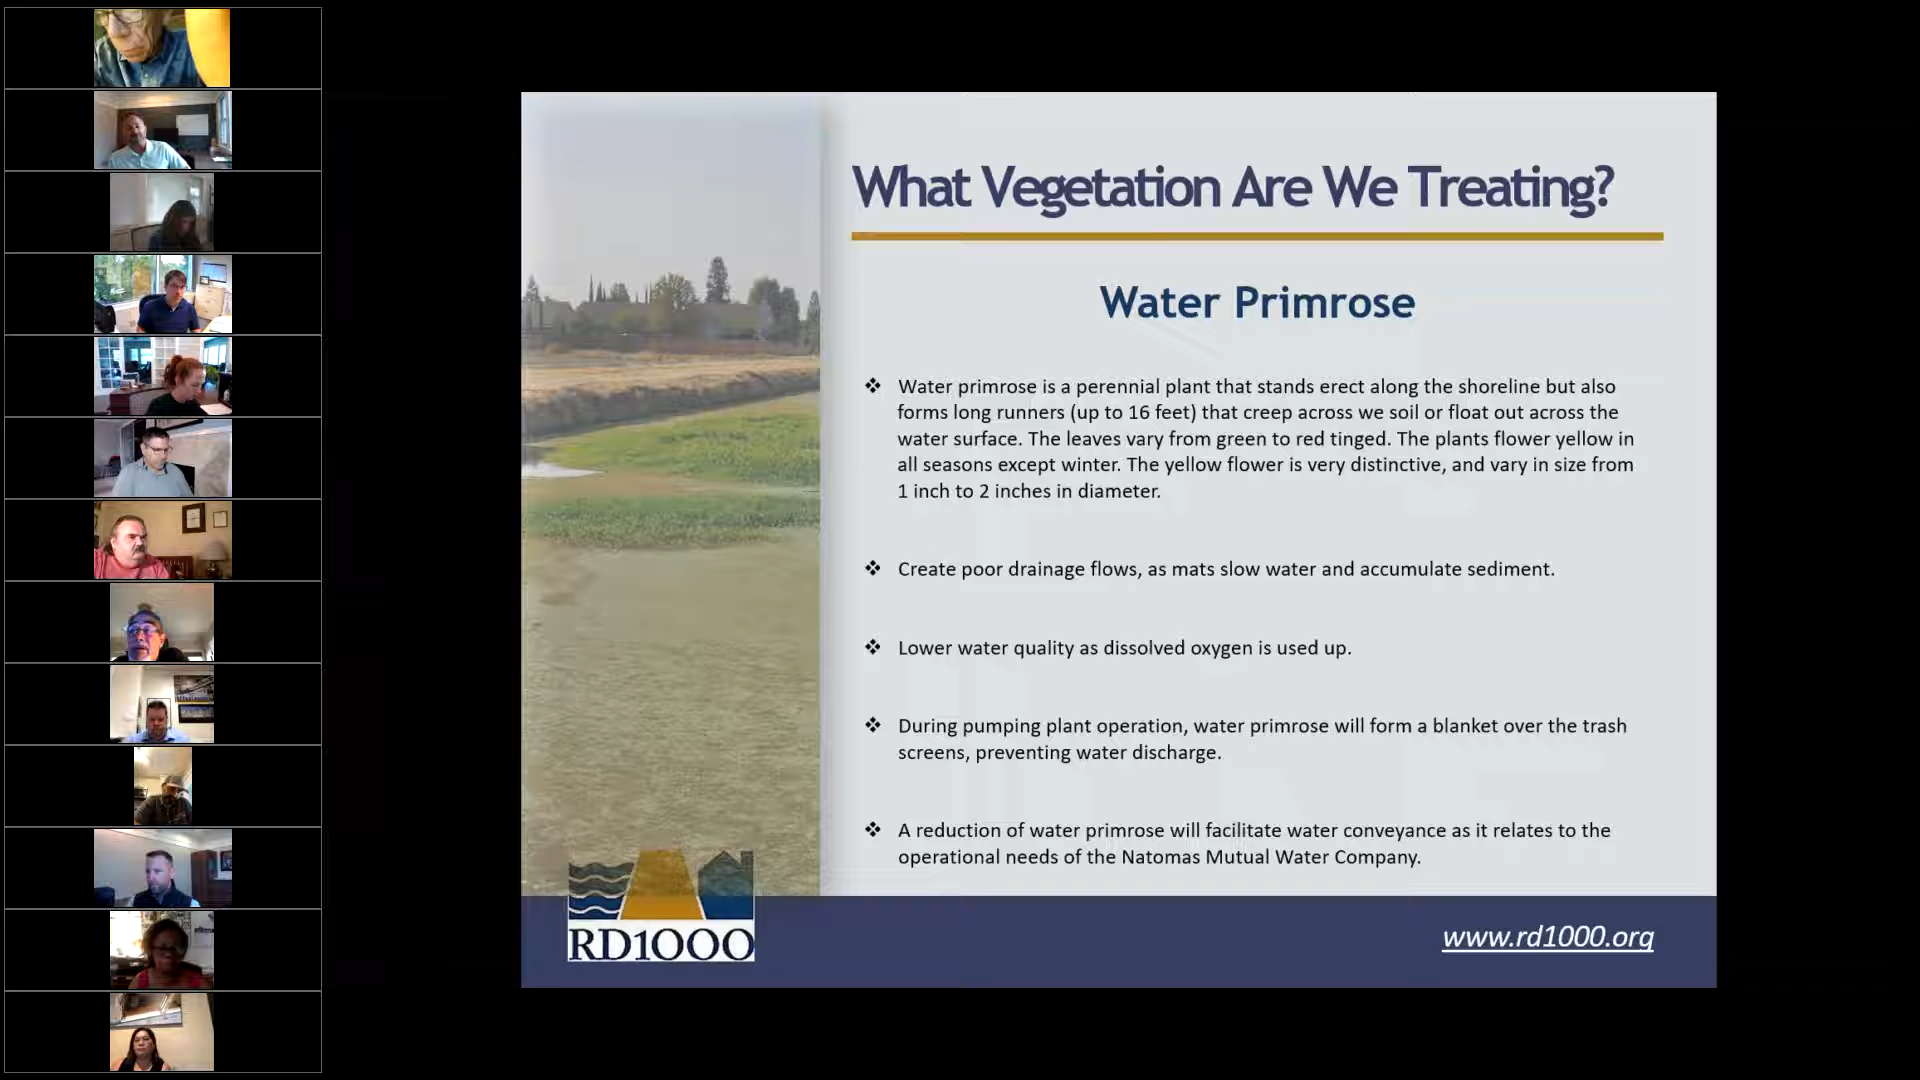 What Vegetation Are We Treating?
Water Primrose
❖ Water primrose is a perennial plant that stands erect along the shoreline but also
forms long runners (up to 16 feet) that creep across we soil or float out across the
water surface. The leaves vary from green to red tinged. The plants flower yellow in
all seasons except winter. The yellow flower is very distinctive, and vary in size from
1 inch to 2 inches in diameter.
❖ Create poor drainage flows, as mats slow water and accumulate sediment.
❖ Lower water quality as dissolved oxygen is used up.
❖ During pumping plant operation, water primrose will form a blanket over the trash
screens, preventing water discharge.
❖ A reduction of water primrose will facilitate water conveyance as it relates to the
operational needs of the Natomas Mutual Water Company.
RD1000
www.rd1000.org